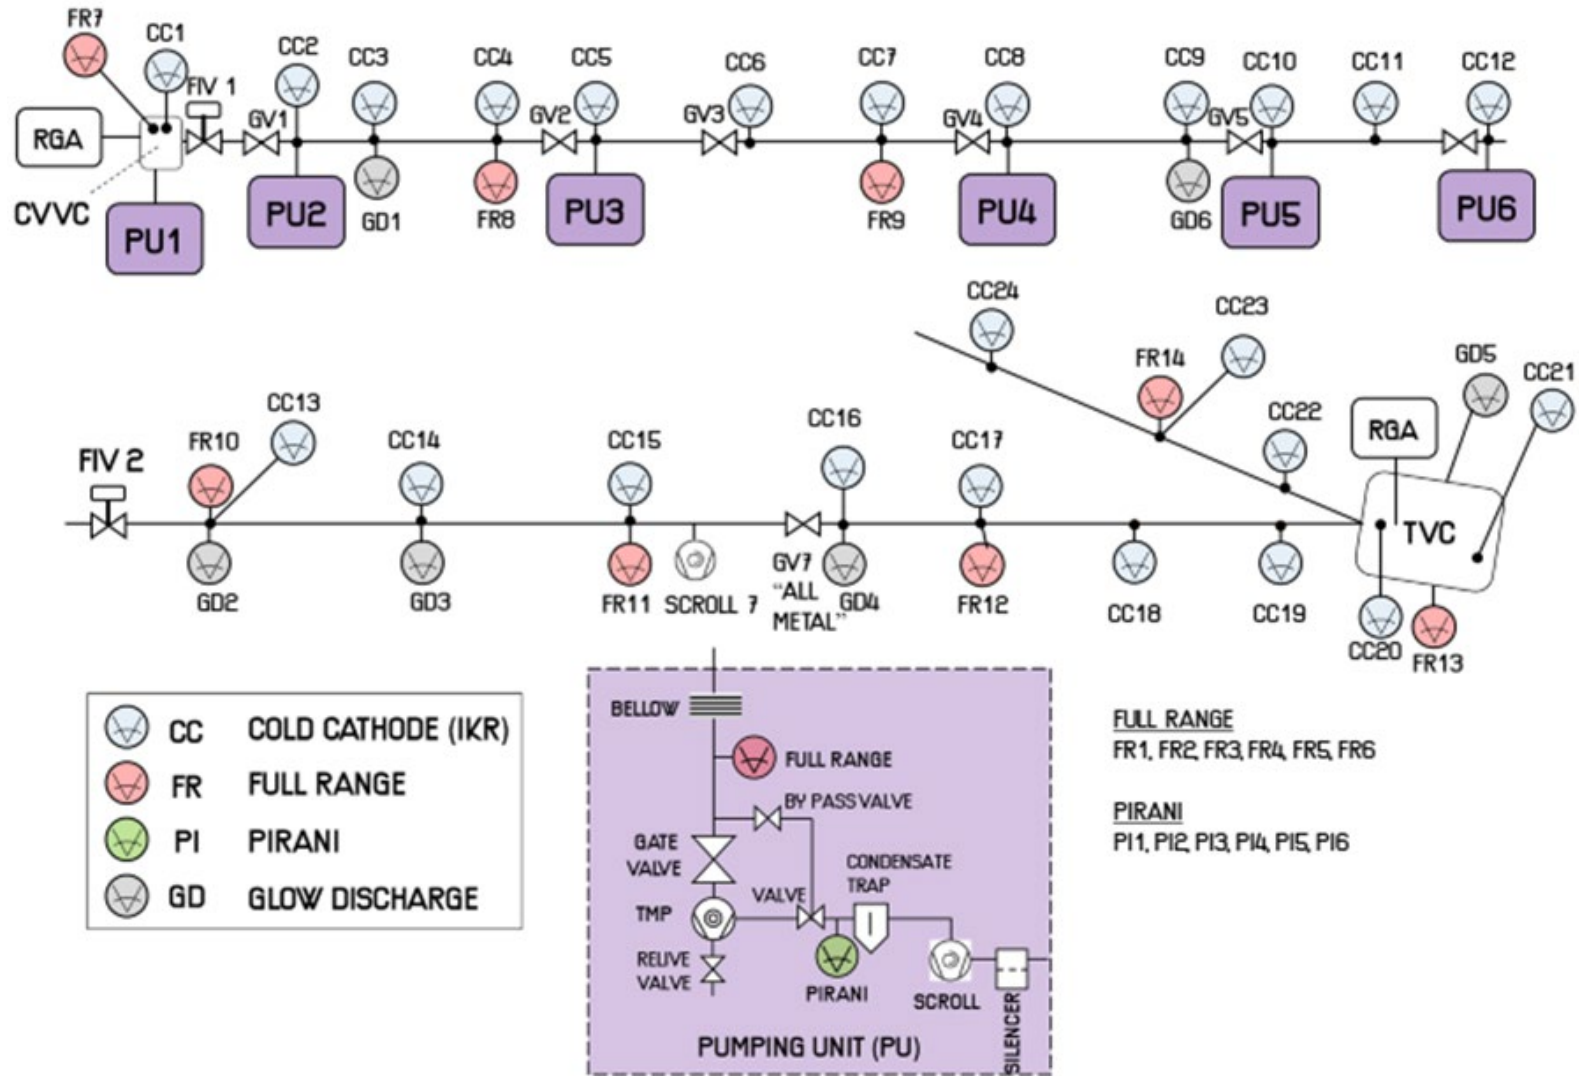 FR7
CC1
FIV 1
CC2
CC3
CC4
CC5
CC6
CC7
CC8
CC9
CC10
CC11
CC12
RGA
GV1
GV2
GV3
GV4
GV5
CVVC
PU1
PU2
GD1
FR8
PU3
FR9
PU4
GD6
PU5
PU6
CC24
CC23
FR14
CC22
GD5
CC21
RGA
FIV 2
FR10
CC13
CC14
CC15
CC16
CC17
TVC
GD2
GD3
FR11
SCROLL 7
GV7
"ALL
METAL"
GD4
FR12
CC18
CC19
CC20
FR13
CC COLD CATHODE (IKR)
FR FULL RANGE
PI PIRANI
GD GLOW DISCHARGE
BELLOW
FULL RANGE
BY PASS VALVE
GATE
VALVE
CONDENSATE
TRAP
VALVE
TMP
RELIVE
VALVE
PIRANI
SCROLL
SILENCER
PUMPING UNIT (PU)
FULL RANGE
FR1, FR2, FR3, FR4, FR5, FR6
PIRANI
PI1, PI2, PI3, PI4, PI5, PI6